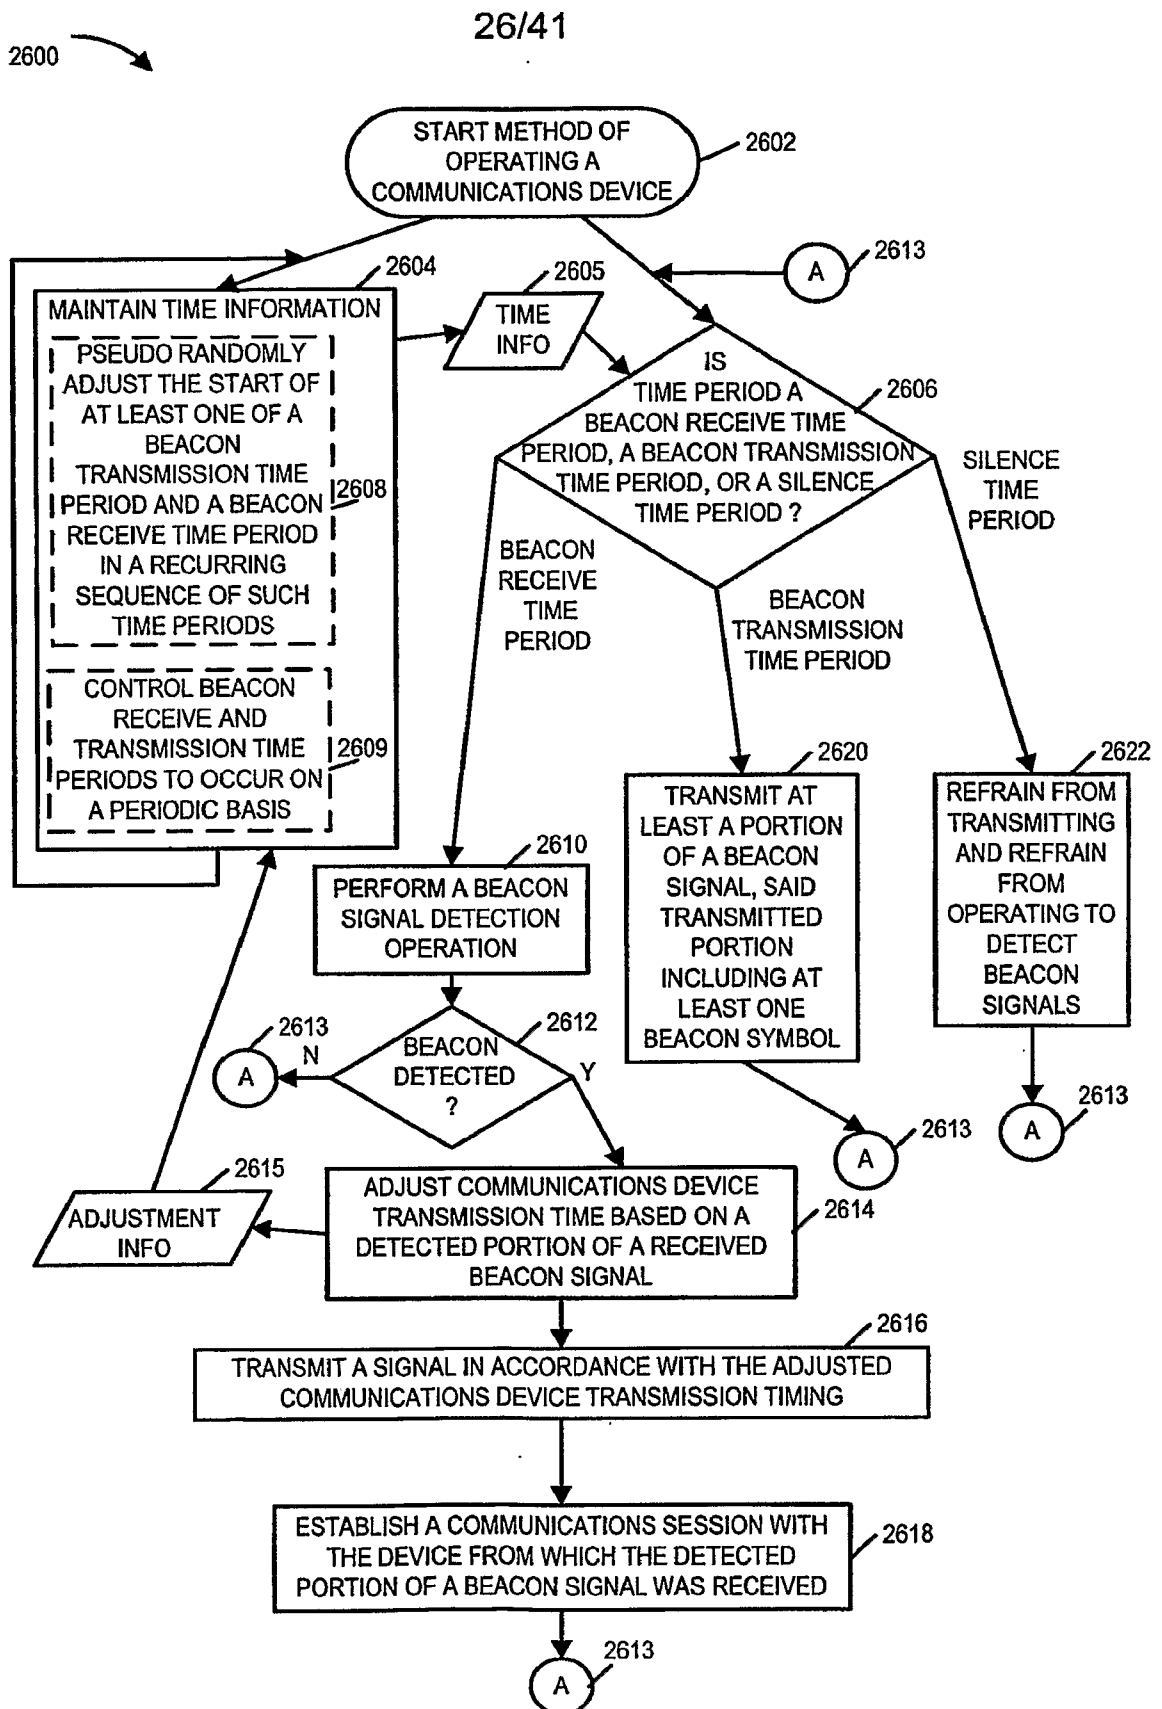 26/41
2600
START METHOD OF
OPERATING A
COMMUNICATIONS DEVICE
2602
A
2613
2604
MAINTAIN TIME INFORMATION
PSEUDO RANDOMLY
ADJUST THE START OF
AT LEAST ONE OF A
BEACON
TRANSMISSION TIME
PERIOD AND A BEACON
RECEIVE TIME PERIOD
IN A RECURRING
SEQUENCE OF SUCH
TIME PERIODS
2608
CONTROL BEACON
RECEIVE AND
TRANSMISSION TIME
PERIODS TO OCCUR ON
A PERIODIC BASIS
2609
2605
TIME
INFO
IS
TIME PERIOD A
BEACON RECEIVE TIME
PERIOD, A BEACON TRANSMISSION
TIME PERIOD, OR A SILENCE
TIME PERIOD ?
2606
BEACON
RECEIVE
TIME
PERIOD
BEACON
TRANSMISSION
TIME PERIOD
SILENCE
TIME
PERIOD
2610
PERFORM A BEACON
SIGNAL DETECTION
OPERATION
2620
TRANSMIT AT
LEAST A PORTION
OF A BEACON
SIGNAL, SAID
TRANSMITTED
PORTION
INCLUDING AT
LEAST ONE
BEACON SYMBOL
2622
REFRAIN FROM
TRANSMITTING
AND REFRAIN
FROM
OPERATING TO
DETECT
BEACON
SIGNALS
2612
BEACON
DETECTED
?
N
Y
2613
A
2613
A
2613
A
2614
ADJUST COMMUNICATIONS DEVICE
TRANSMISSION TIME BASED ON A
DETECTED PORTION OF A RECEIVED
BEACON SIGNAL
2615
ADJUSTMENT
INFO
2616
TRANSMIT A SIGNAL IN ACCORDANCE WITH THE ADJUSTED
COMMUNICATIONS DEVICE TRANSMISSION TIMING
ESTABLISH A COMMUNICATIONS SESSION WITH
THE DEVICE FROM WHICH THE DETECTED
PORTION OF A BEACON SIGNAL WAS RECEIVED
2618
2613
A